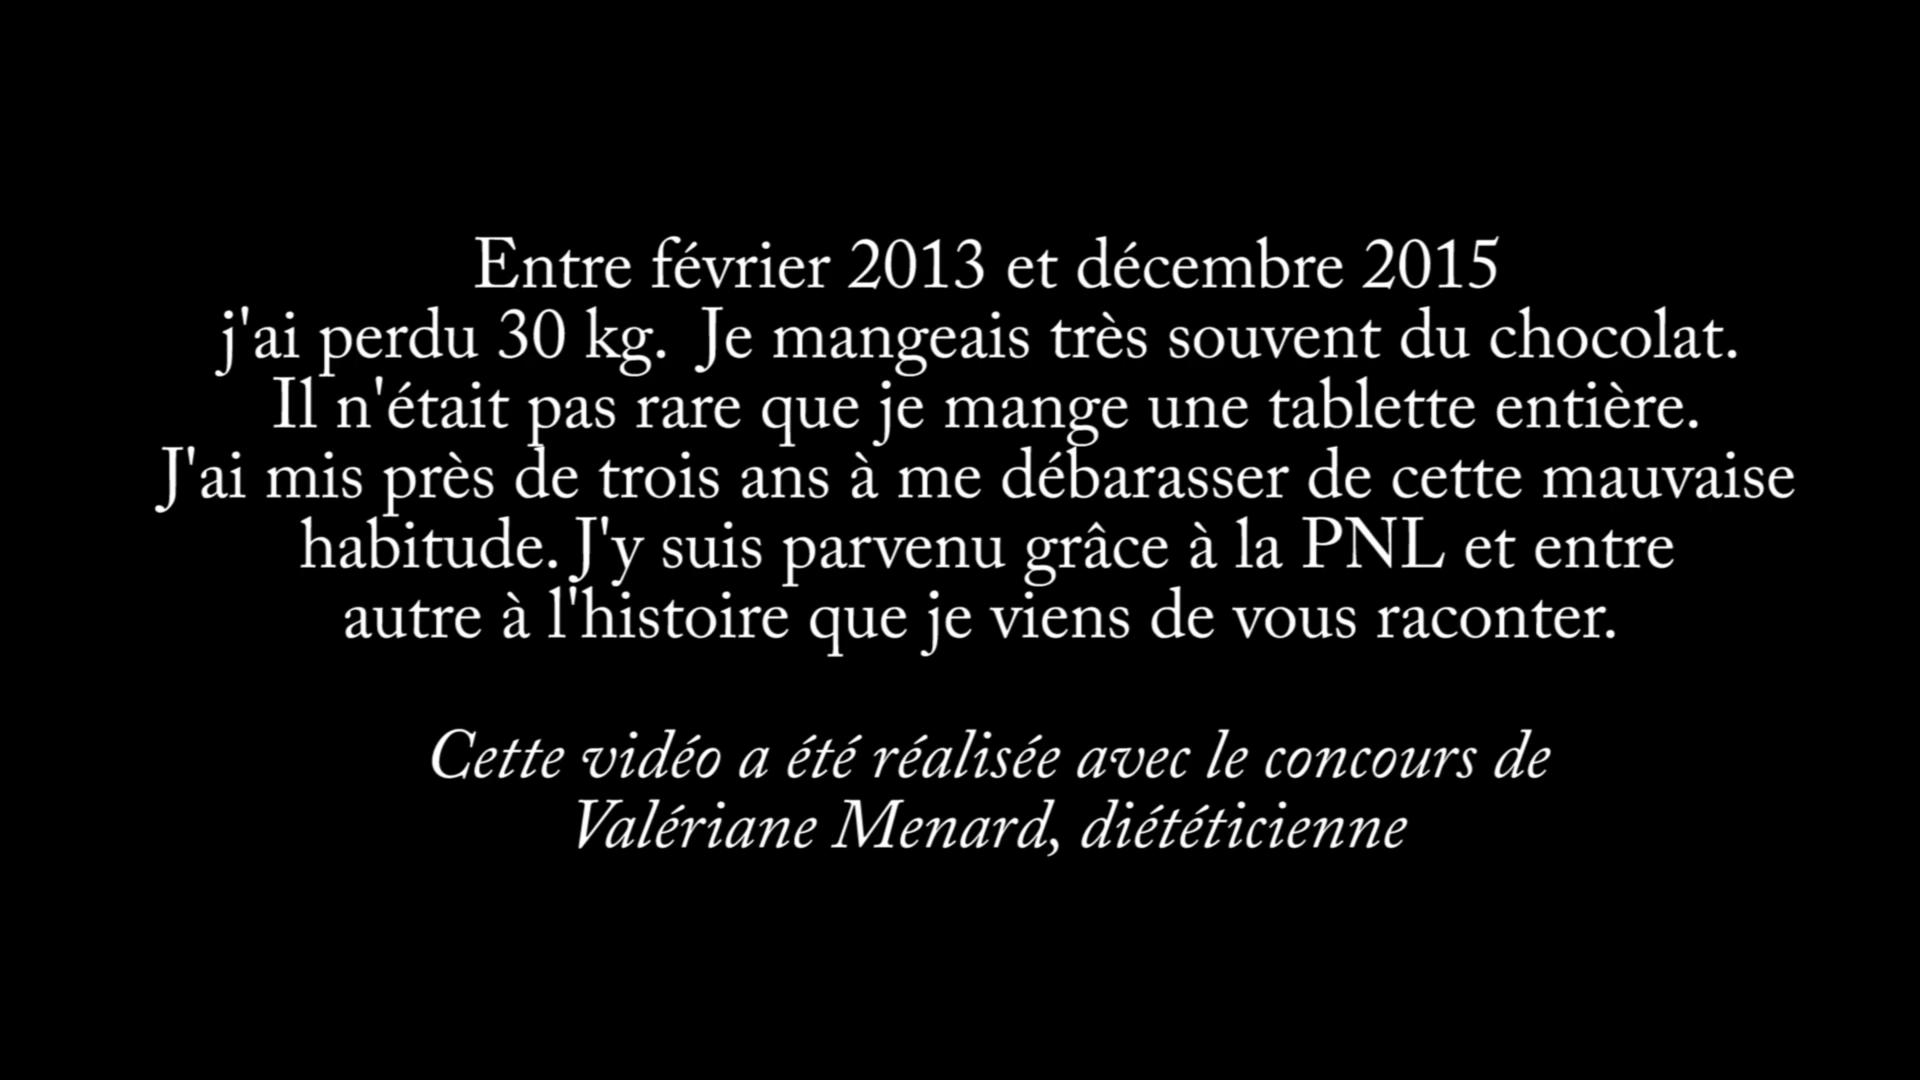 Entre février 2013 et décembre 2015
j'ai perdu 30 kg.  Je mangeais très souvent du chocolat.
Il n'était pas rare que je mange une tablette entière.
J'ai mis près de trois ans à me débarasser de cette mauvaise
habitude. J'y suis parvenu grâce à la PNL et entre
autre à l'histoire que je viens de vous raconter.
Cette vidéo a été réalisée avec le concours de
Valériane Menard, diététicienne